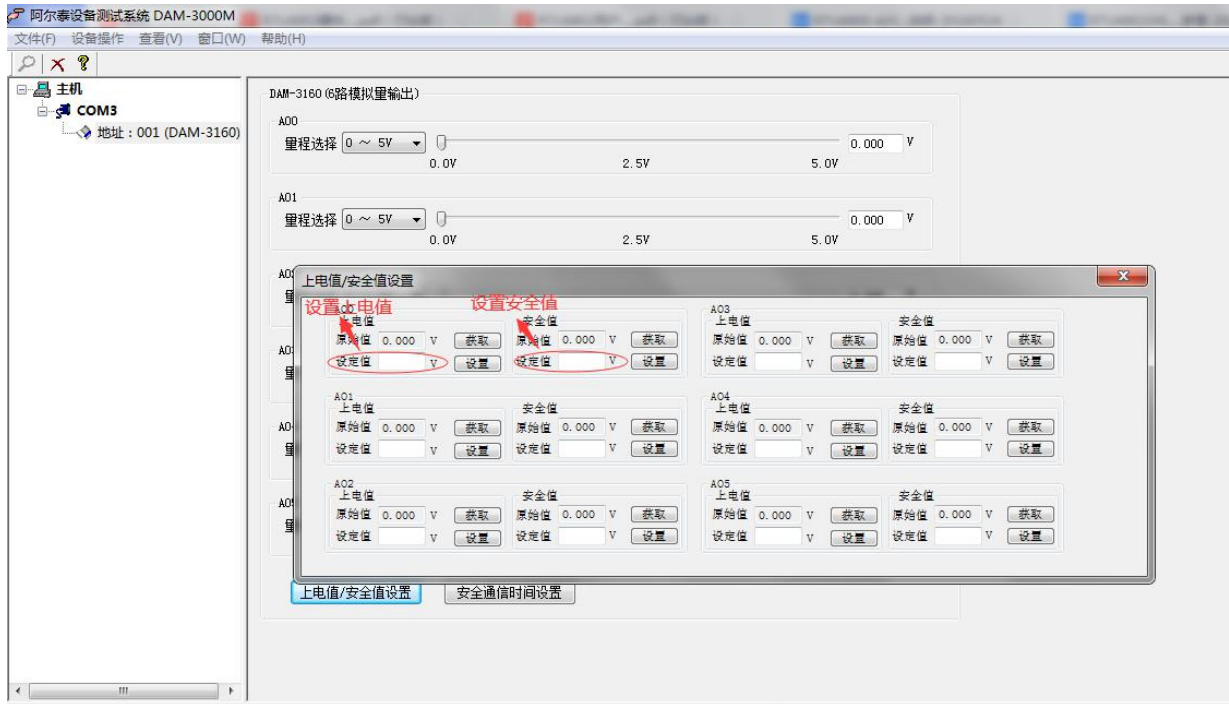 阿尔泰设备测试系统 DAM-3000M
文件(F) 设备操作 查看(V) 窗口(W) 帮助(H)
主机
COM3
地址：001 (DAM-3160)
DAM-3160(6路模拟量输出)
AO0
量程选择 0 ~ 5V 0.000 V
0.0V 2.5V 5.0V
AO1
量程选择 0 ~ 5V 0.000 V
0.0V 2.5V 5.0V
上电值/安全值设置
设置上电值 设置安全值
AO0
上电值 安全值
原始值 0.000 V 获取 原始值 0.000 V 获取
设定值 V 设置 设定值 V 设置
AO3
上电值 安全值
原始值 0.000 V 获取 原始值 0.000 V 获取
设定值 V 设置 设定值 V 设置
AO1
上电值 安全值
原始值 0.000 V 获取 原始值 0.000 V 获取
设定值 V 设置 设定值 V 设置
AO4
上电值 安全值
原始值 0.000 V 获取 原始值 0.000 V 获取
设定值 V 设置 设定值 V 设置
AO2
上电值 安全值
原始值 0.000 V 获取 原始值 0.000 V 获取
设定值 V 设置 设定值 V 设置
AO5
上电值 安全值
原始值 0.000 V 获取 原始值 0.000 V 获取
设定值 V 设置 设定值 V 设置
上电值/安全值设置 安全通信时间设置